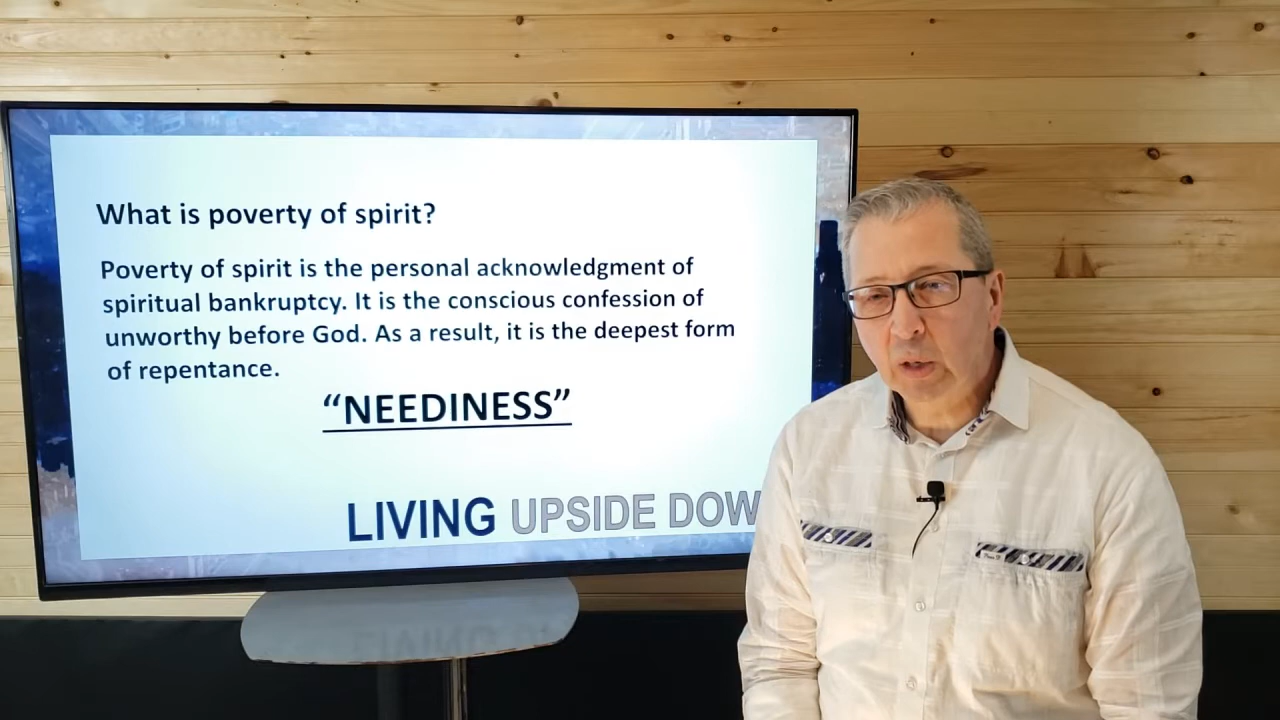 What is poverty of spirit?
Poverty of spirit is the personal acknowledgment of
spiritual bankruptcy. It is the conscious confession of
unworthy before God. As a result, it is the deepest form
of repentance.
“NEEDINESS”
LIVING UPSIDE DOW